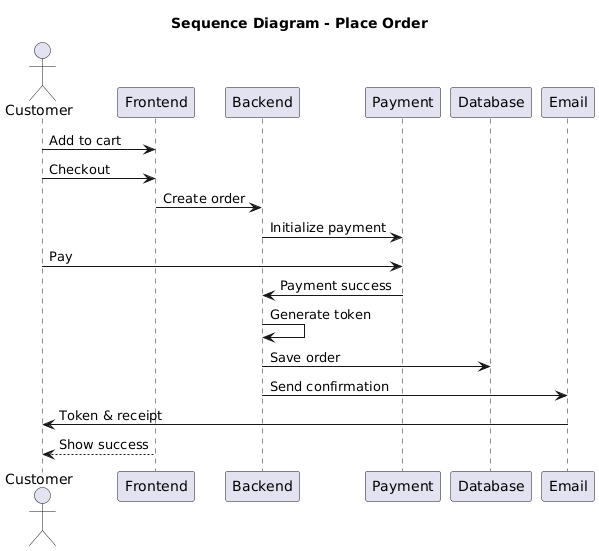 Sequence Diagram - Place Order
Customer
Frontend
Backend
Payment
Database
Email
Add to cart
Checkout
Create order
Initialize payment
Pay
Payment success
Generate token
Save order
Send confirmation
Token & receipt
Show success
Customer
Frontend
Backend
Payment
Database
Email